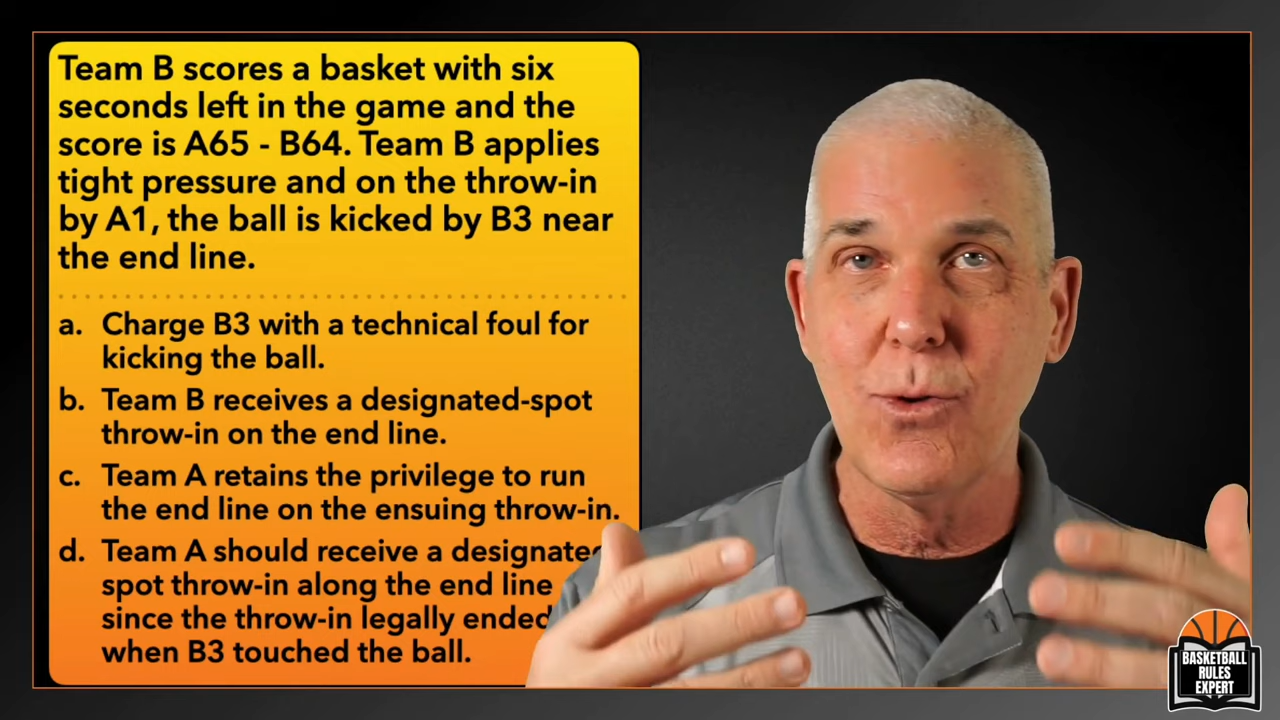 Team B scores a basket with six
seconds left in the game and the
score is A65 - B64. Team B applies
tight pressure and on the throw-in
by A1, the ball is kicked by B3 near
the end line.
a. Charge B3 with a technical foul for
kicking the ball.
b. Team B receives a designated-spot
throw-in on the end line.
c. Team A retains the privilege to run
the end line on the ensuing throw-in.
d. Team A should receive a
spot throw-in along the end line
since the throw-in legally ended
when B3 touched the ball.
BASKETBALL
RULES
EXPERT